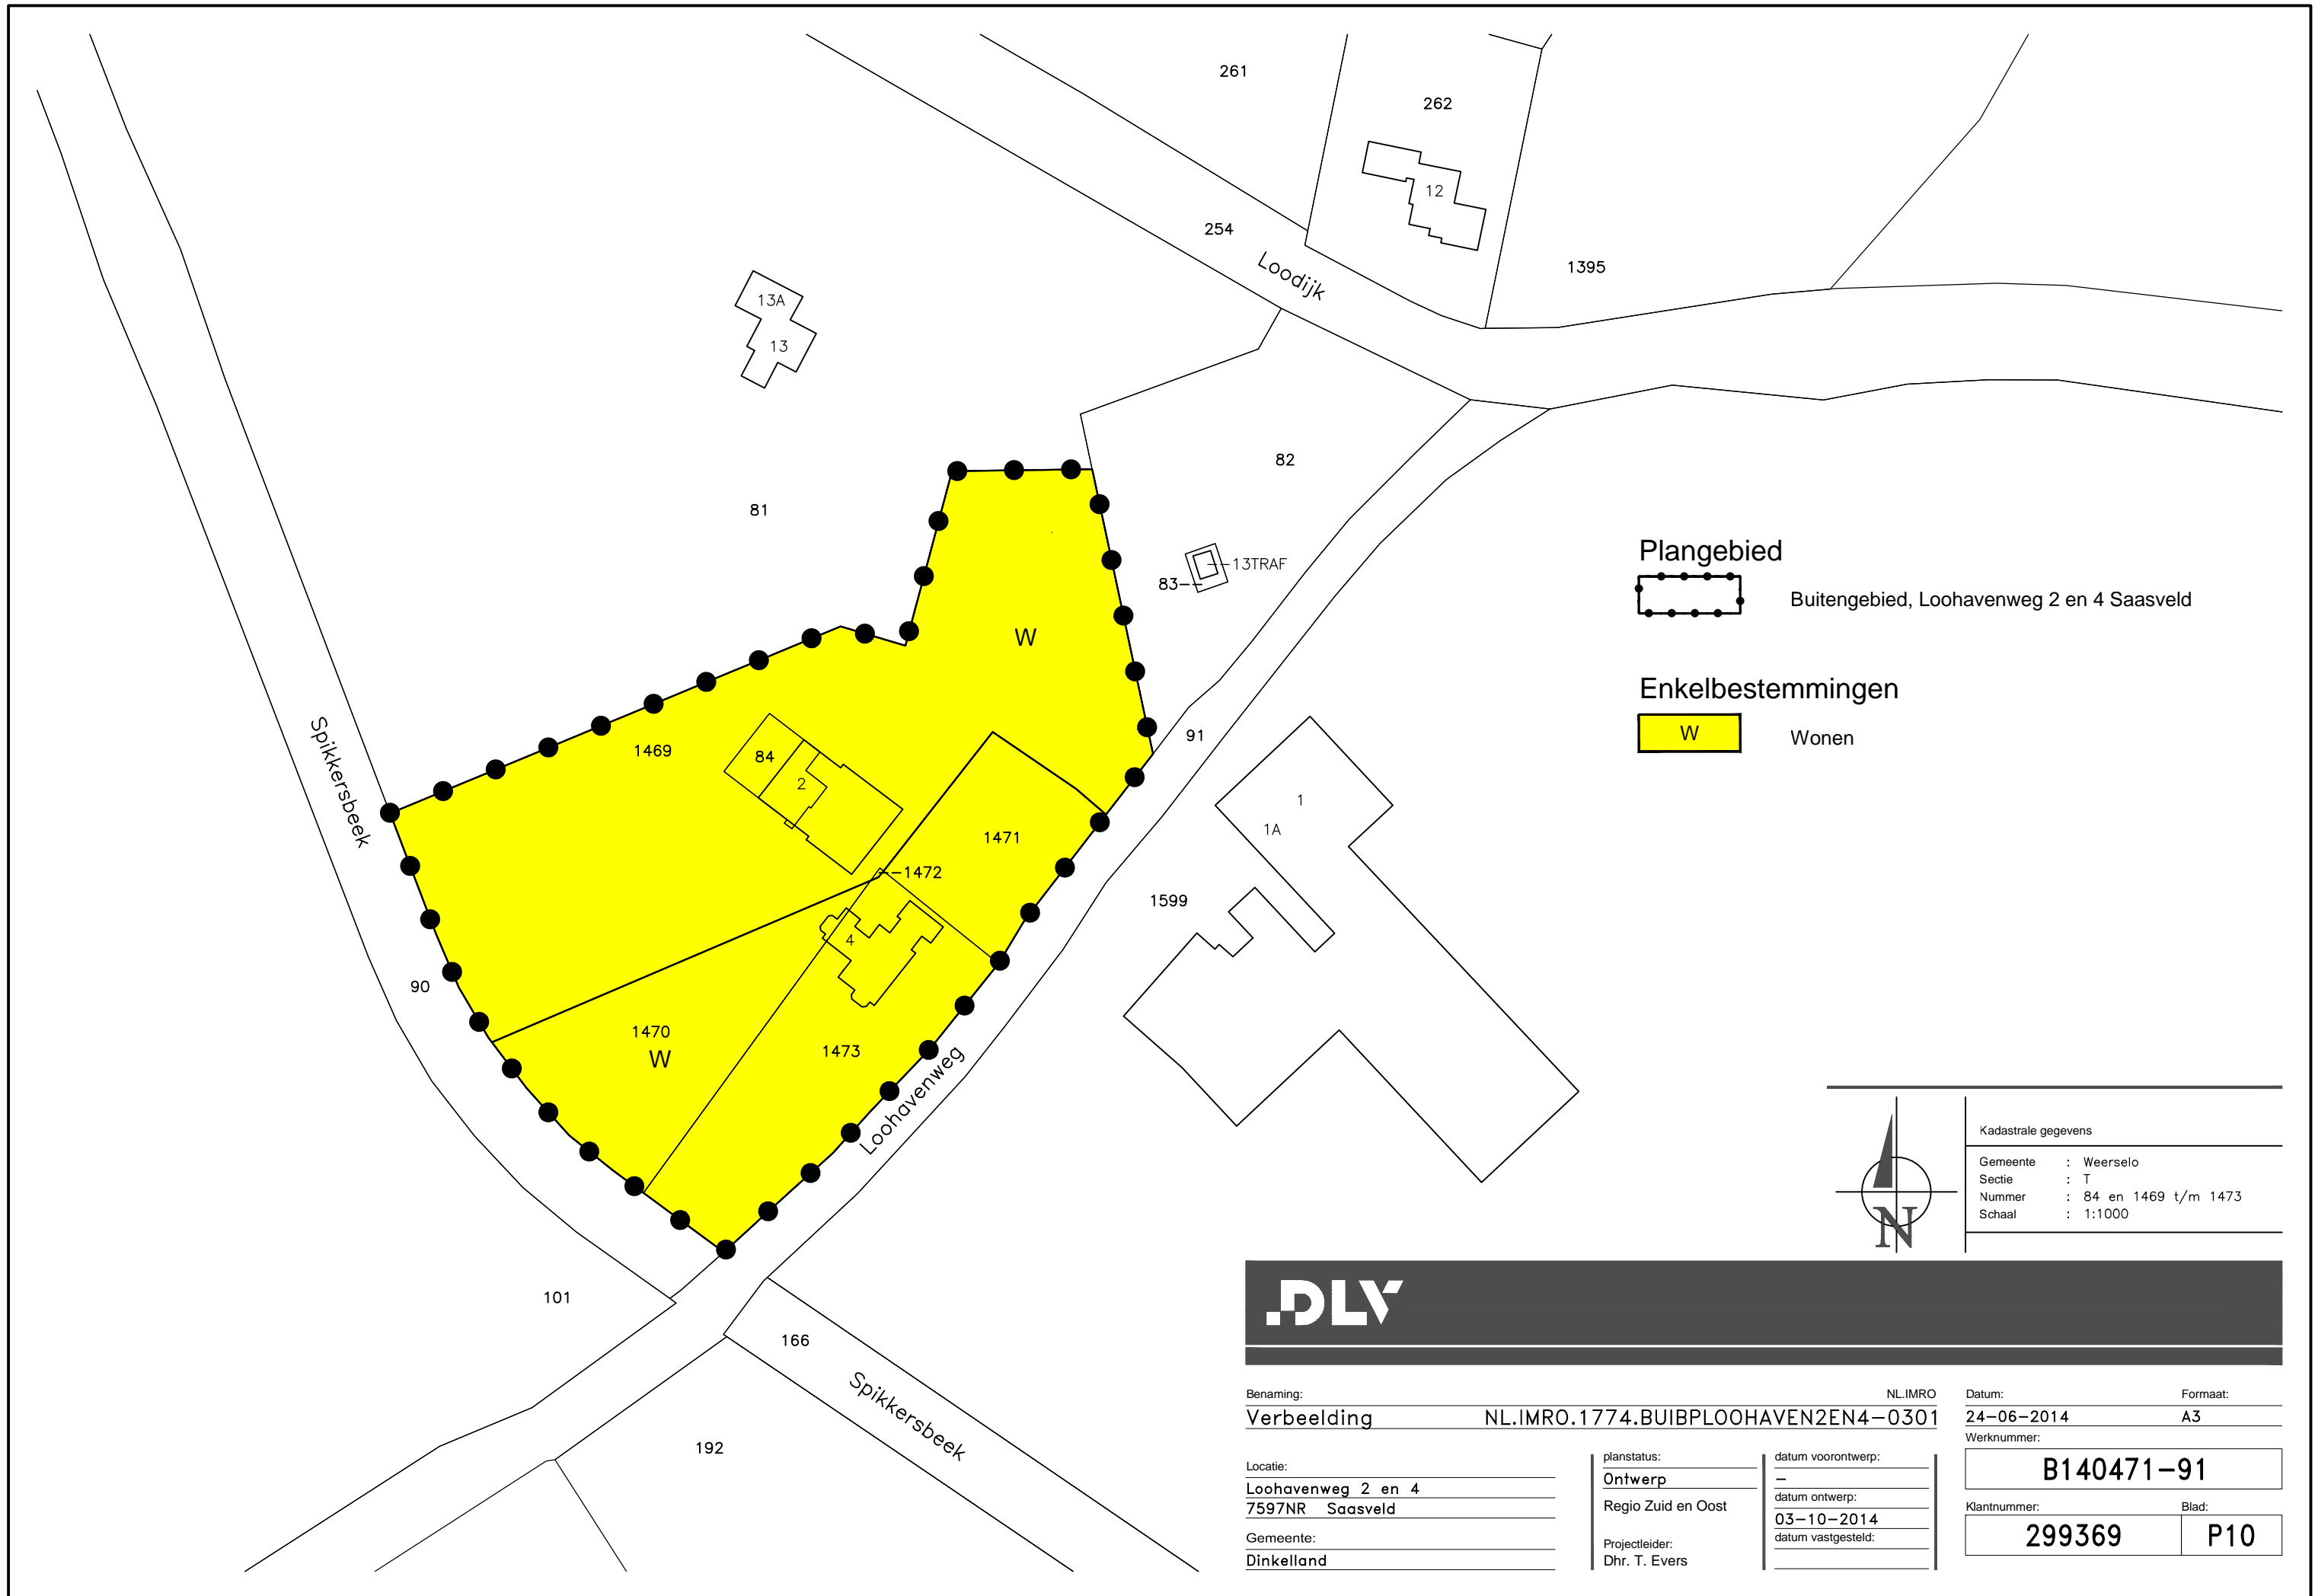 261
262
12
254
Loodijk
1395
13A
13
82
81
13TRAF
83
W
Plangebied
Buitengebied, Loohavenweg 2 en 4 Saasveld
Enkelbestemmingen
W
Wonen
Spikkersbeek
1469
84
2
91
1
1A
1471
1472
1599
4
90
1470
W
1473
Loohavenweg
101
166
Spikkersbeek
192
N
Kadastrale gegevens
Gemeente : Weerselo
Sectie : T
Nummer : 84 en 1469 t/m 1473
Schaal : 1:1000
DLV
Benaming: NL.IMRO
Verbeelding NL.IMRO.1774.BUIBPLOOHAVEN2EN4-0301
Datum: Formaat:
24-06-2014 A3
Werknummer:
B140471-91
Klantnummer: Blad:
299369 P10
Locatie:
Loohavenweg 2 en 4
7597NR Saasveld
Gemeente:
Dinkelland
planstatus:
Ontwerp
Regio Zuid en Oost
Projectleider:
Dhr. T. Evers
datum voorontwerp:
-
datum ontwerp:
03-10-2014
datum vastgesteld: